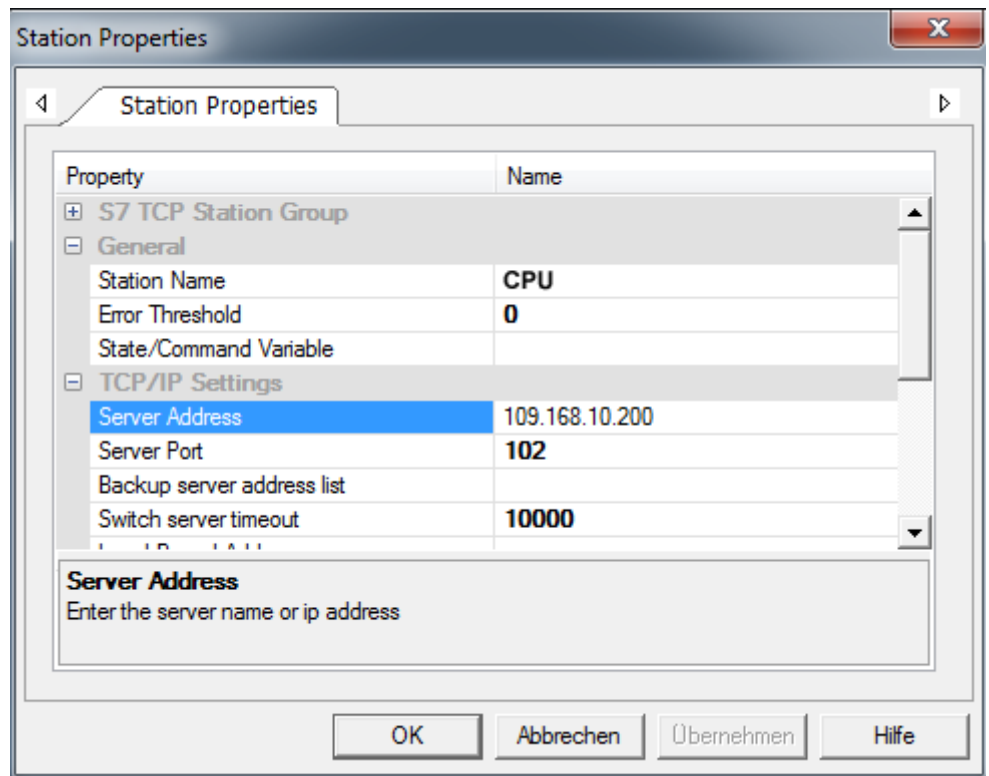 Station Properties
Station Properties
Property Name
S7 TCP Station Group
General
Station Name CPU
Error Threshold 0
State/Command Variable
TCP/IP Settings
Server Address 109.168.10.200
Server Port 102
Backup server address list
Switch server timeout 10000
Server Address
Enter the server name or ip address
OK Abbrechen Übernehmen Hilfe